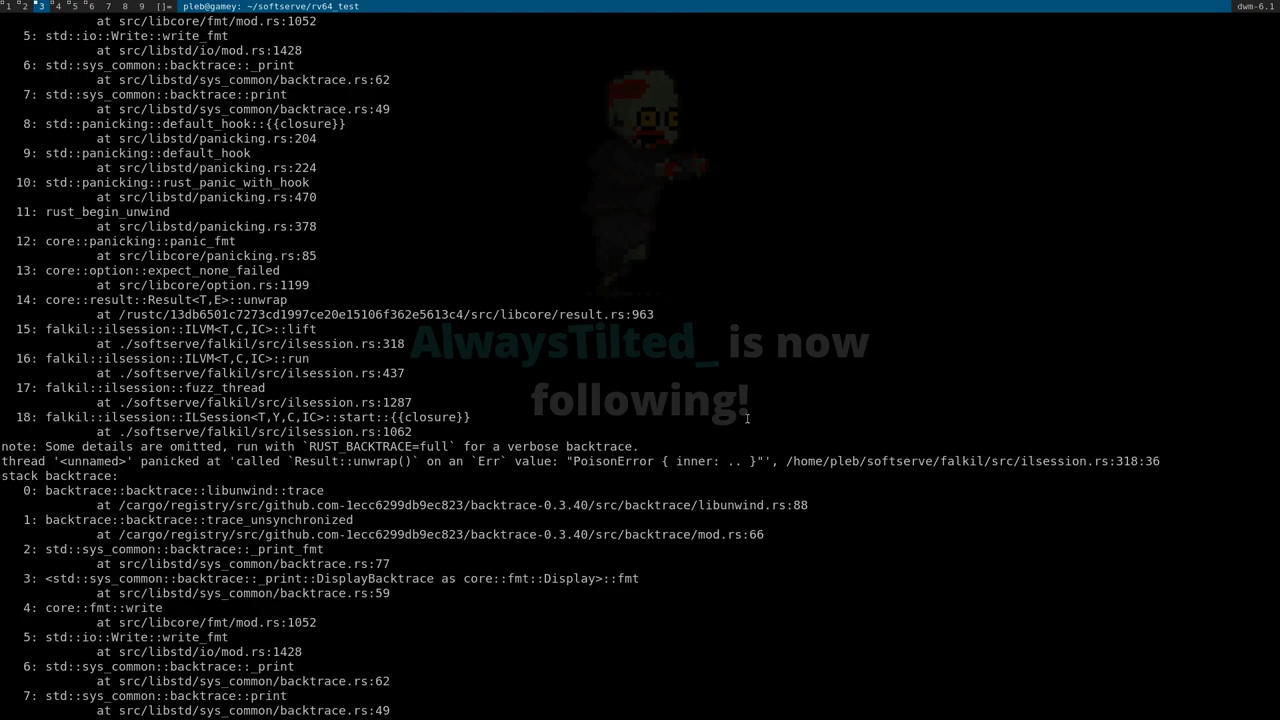 1 2 3 4 5 6 7 8 9 []= pleb@gamey: ~/softserve/rv64_test dwm-6.1
at src/libcore/fmt/mod.rs:1052
5: std::io::Write::write_fmt
at src/libstd/io/mod.rs:1428
6: std::sys_common::backtrace::_print
at src/libstd/sys_common/backtrace.rs:62
7: std::sys_common::backtrace::print
at src/libstd/sys_common/backtrace.rs:49
8: std::panicking::default_hook::{{closure}}
at src/libstd/panicking.rs:204
9: std::panicking::default_hook
at src/libstd/panicking.rs:224
10: std::panicking::rust_panic_with_hook
at src/libstd/panicking.rs:470
11: rust_begin_unwind
at src/libstd/panicking.rs:378
12: core::panicking::panic_fmt
at src/libcore/panicking.rs:85
13: core::option::expect_none_failed
at src/libcore/option.rs:1199
14: core::result::Result<T,E>::unwrap
at /rustc/13db6501c7273cd1997ce20e15106f362e5613c4/src/libcore/result.rs:963
15: falkil::ilsession::ILVM<T,C,IC>::lift
at ./softserve/falkil/src/ilsession.rs:318
16: falkil::ilsession::ILVM<T,C,IC>::run
at ./softserve/falkil/src/ilsession.rs:437
17: falkil::ilsession::fuzz_thread
at ./softserve/falkil/src/ilsession.rs:1287
18: falkil::ilsession::ILSession<T,Y,C,IC>::start::{{closure}}
at ./softserve/falkil/src/ilsession.rs:1062
AlwaysTilted_ is now
following!
note: Some details are omitted, run with `RUST_BACKTRACE=full` for a verbose backtrace.
thread '<unnamed>' panicked at 'called `Result::unwrap()` on an `Err` value: "PoisonError { inner: .. }"', /home/pleb/softserve/falkil/src/ilsession.rs:318:36
stack backtrace:
0: backtrace::backtrace::libunwind::trace
at /cargo/registry/src/github.com-1ecc6299db9ec823/backtrace-0.3.40/src/backtrace/libunwind.rs:88
1: backtrace::backtrace::trace_unsynchronized
at /cargo/registry/src/github.com-1ecc6299db9ec823/backtrace-0.3.40/src/backtrace/mod.rs:66
2: std::sys_common::backtrace::_print_fmt
at src/libstd/sys_common/backtrace.rs:77
3: <std::sys_common::backtrace::_print::DisplayBacktrace as core::fmt::Display>::fmt
at src/libstd/sys_common/backtrace.rs:59
4: core::fmt::write
at src/libcore/fmt/mod.rs:1052
5: std::io::Write::write_fmt
at src/libstd/io/mod.rs:1428
6: std::sys_common::backtrace::_print
at src/libstd/sys_common/backtrace.rs:62
7: std::sys_common::backtrace::print
at src/libstd/sys_common/backtrace.rs:49